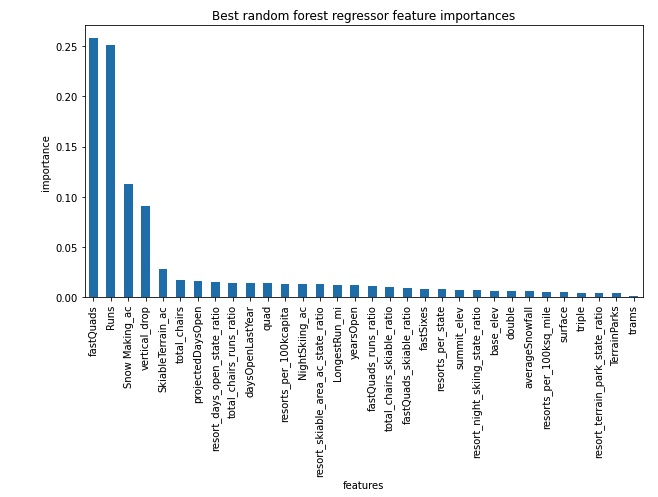 Best random forest regressor feature importances
importance
0.25
0.20
0.15
0.10
0.05
0.00
fastQuads
Runs
Snow Making_ac
vertical_drop
SkiableTerrain_ac
total_chairs
projectedDaysOpen
resort_days_open_state_ratio
total_chairs_runs_ratio
daysOpenLastYear
quad
resorts_per_100kcapita
NightSkiing_ac
resort_skiable_area_ac_state_ratio
LongestRun_mi
yearsOpen
fastQuads_runs_ratio
total_chairs_skiable_ratio
fastQuads_skiable_ratio
fastSixes
resorts_per_state
summit_elev
resort_night_skiing_state_ratio
base_elev
double
averageSnowfall
resorts_per_100ksq_mile
surface
triple
resort_terrain_park_state_ratio
TerrainParks
trams
features